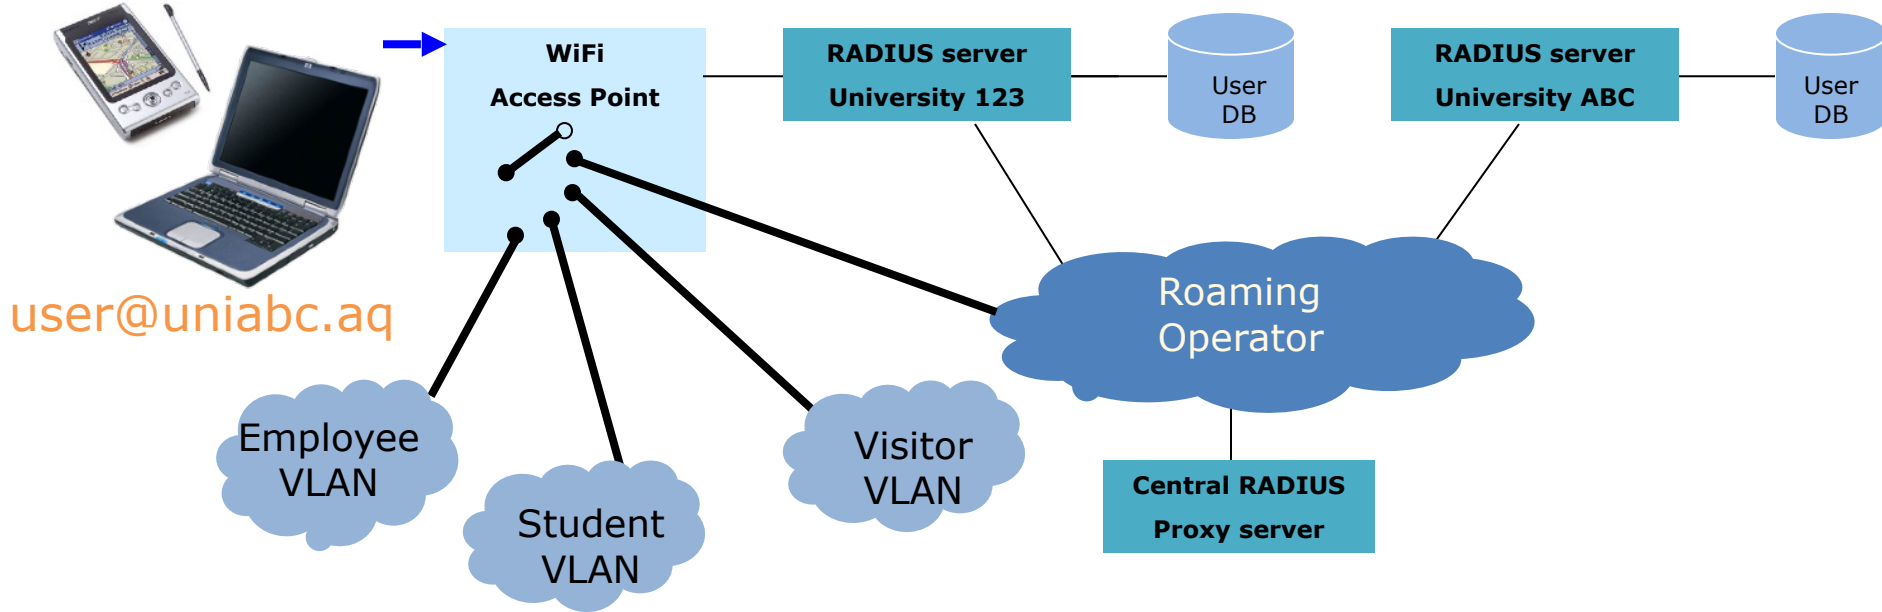 WiFi
Access Point
RADIUS server
University 123
User
DB
RADIUS server
University ABC
User
DB
user@uniabc.aq
Roaming
Operator
Employee
VLAN
Student
VLAN
Visitor
VLAN
Central RADIUS
Proxy server